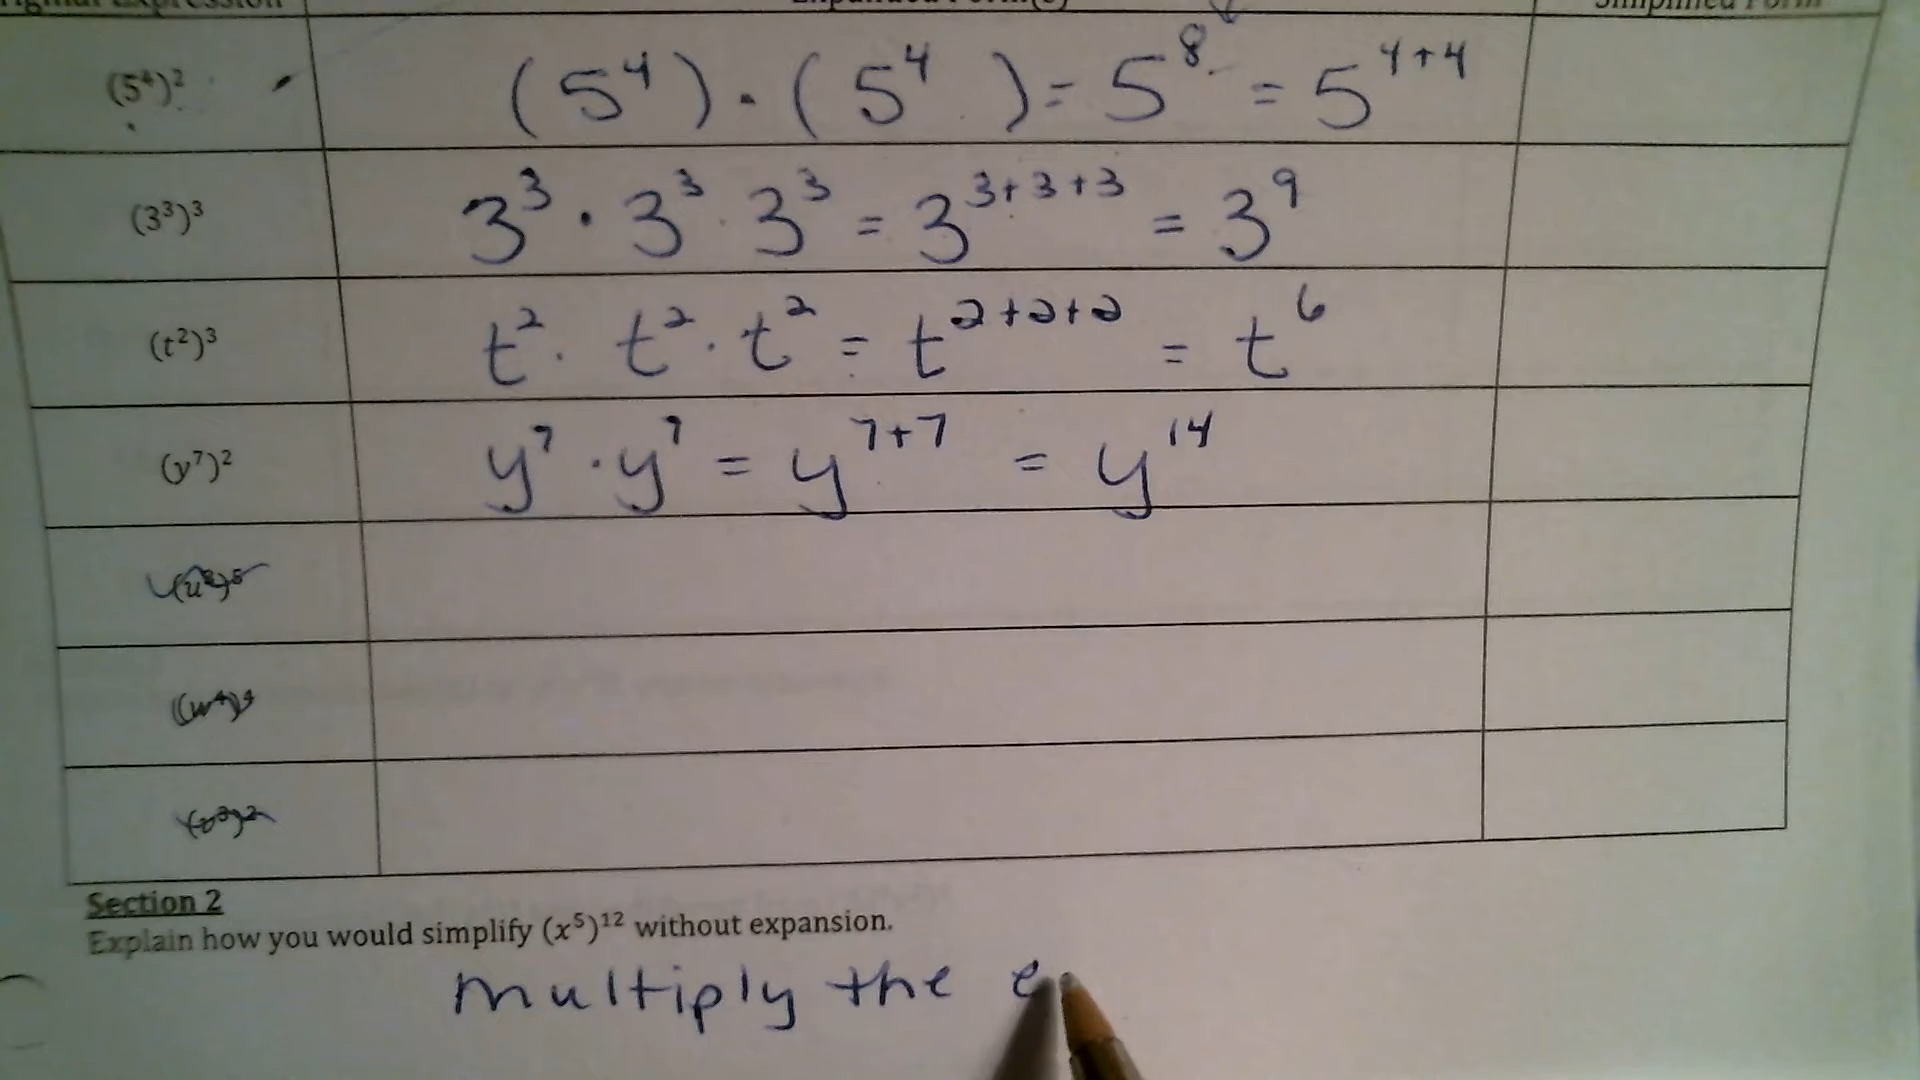 (5⁴)² (5⁴) · (5⁴) = 5⁸ = 5⁴⁺⁴
(3³)³ 3³ · 3³ · 3³ = 3³⁺³⁺³ = 3⁹
(t²)³ t² · t² · t² = t²⁺²⁺² = t⁶
(y⁷)² y⁷ · y⁷ = y⁷⁺⁷ = y¹⁴
(w⁴)⁴
Section 2
Explain how you would simplify (x⁵)¹² without expansion.
multiply the e